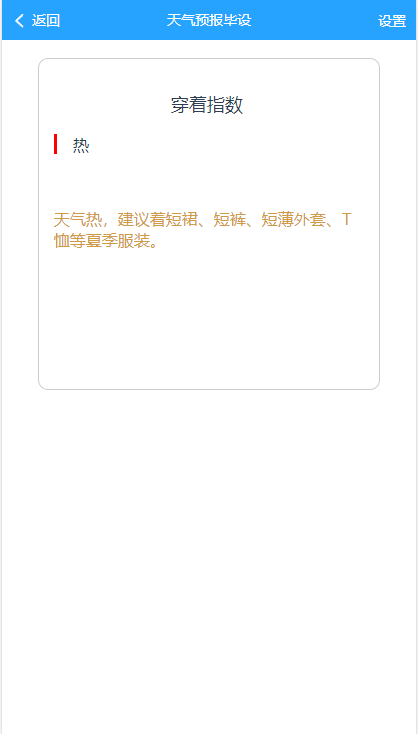 返回 天气预报毕设 设置
穿着指数
热
天气热，建议着短裙、短裤、短薄外套、T
恤等夏季服装。